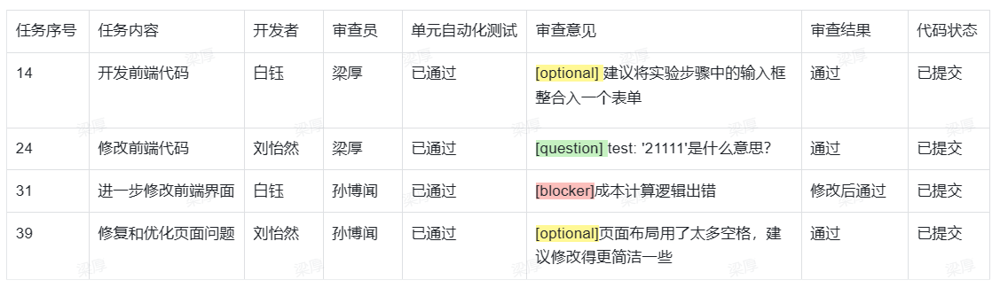 任务序号 任务内容 开发者 审查员 单元自动化测试 审查意见 审查结果 代码状态
14 开发前端代码 白钰 梁厚 已通过 [optional] 建议将实验步骤中的输入框 通过 已提交
整合入一个表单
24 修改前端代码 刘怡然 梁厚 已通过 [question] test: '21111'是什么意思? 通过 已提交
31 进一步修改前端界面 白钰 孙博闻 已通过 [blocker]成本计算逻辑出错 修改后通过 已提交
39 修复和优化页面问题 刘怡然 孙博闻 已通过 [optional]页面布局用了太多空格，建 通过 已提交
议修改得更简洁一些